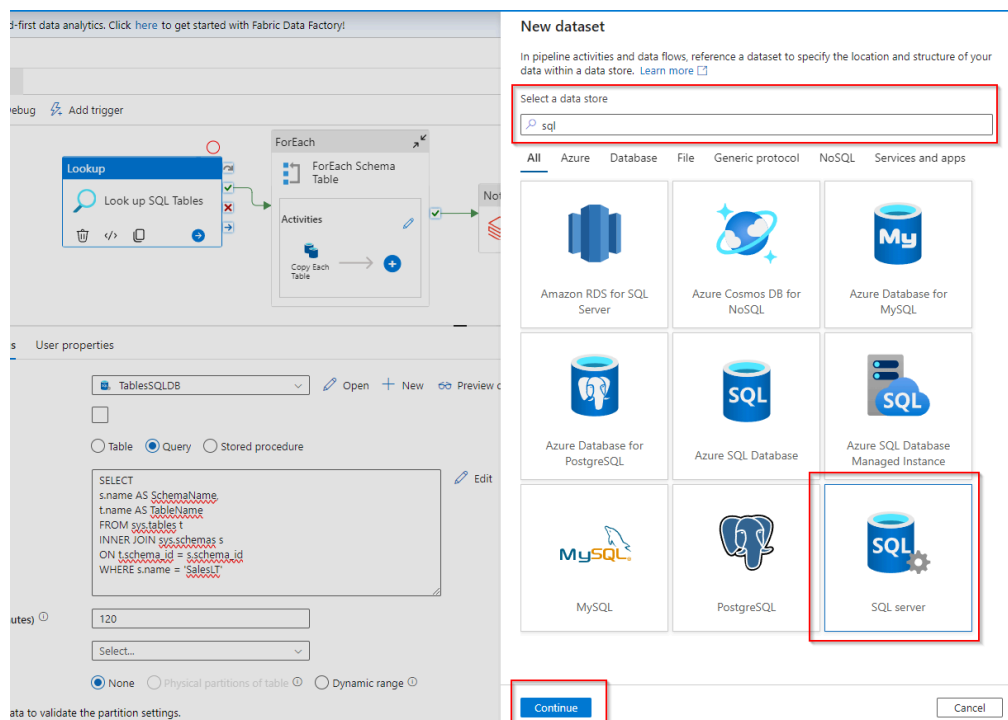 d-first data analytics. Click here to get started with Fabric Data Factory!
ebug
Add trigger
Lookup
Look up SQL Tables
ForEach
ForEach Schema
Table
Activities
Copy Each
Table
Not
s
User properties
TablesSQLDB
Open
New
Preview d
Table
Query
Stored procedure
SELECT
s.name AS SchemaName,
t.name AS TableName
FROM sys.tables t
INNER JOIN sys.schemas s
ON t.schema_id = s.schema_id
WHERE s.name = 'SalesLT'
Edit
utes)
120
Select...
None
Physical partitions of table
Dynamic range
ata to validate the partition settings.
New dataset
In pipeline activities and data flows, reference a dataset to specify the location and structure of your
data within a data store. Learn more
Select a data store
sql
All
Azure
Database
File
Generic protocol
NoSQL
Services and apps
Amazon RDS for SQL
Server
Azure Cosmos DB for
NoSQL
My
Azure Database for
MySQL
Azure Database for
PostgreSQL
SQL
Azure SQL Database
SQL
Azure SQL Database
Managed Instance
MySQL
MySQL
PostgreSQL
SQL
SQL server
Continue
Cancel